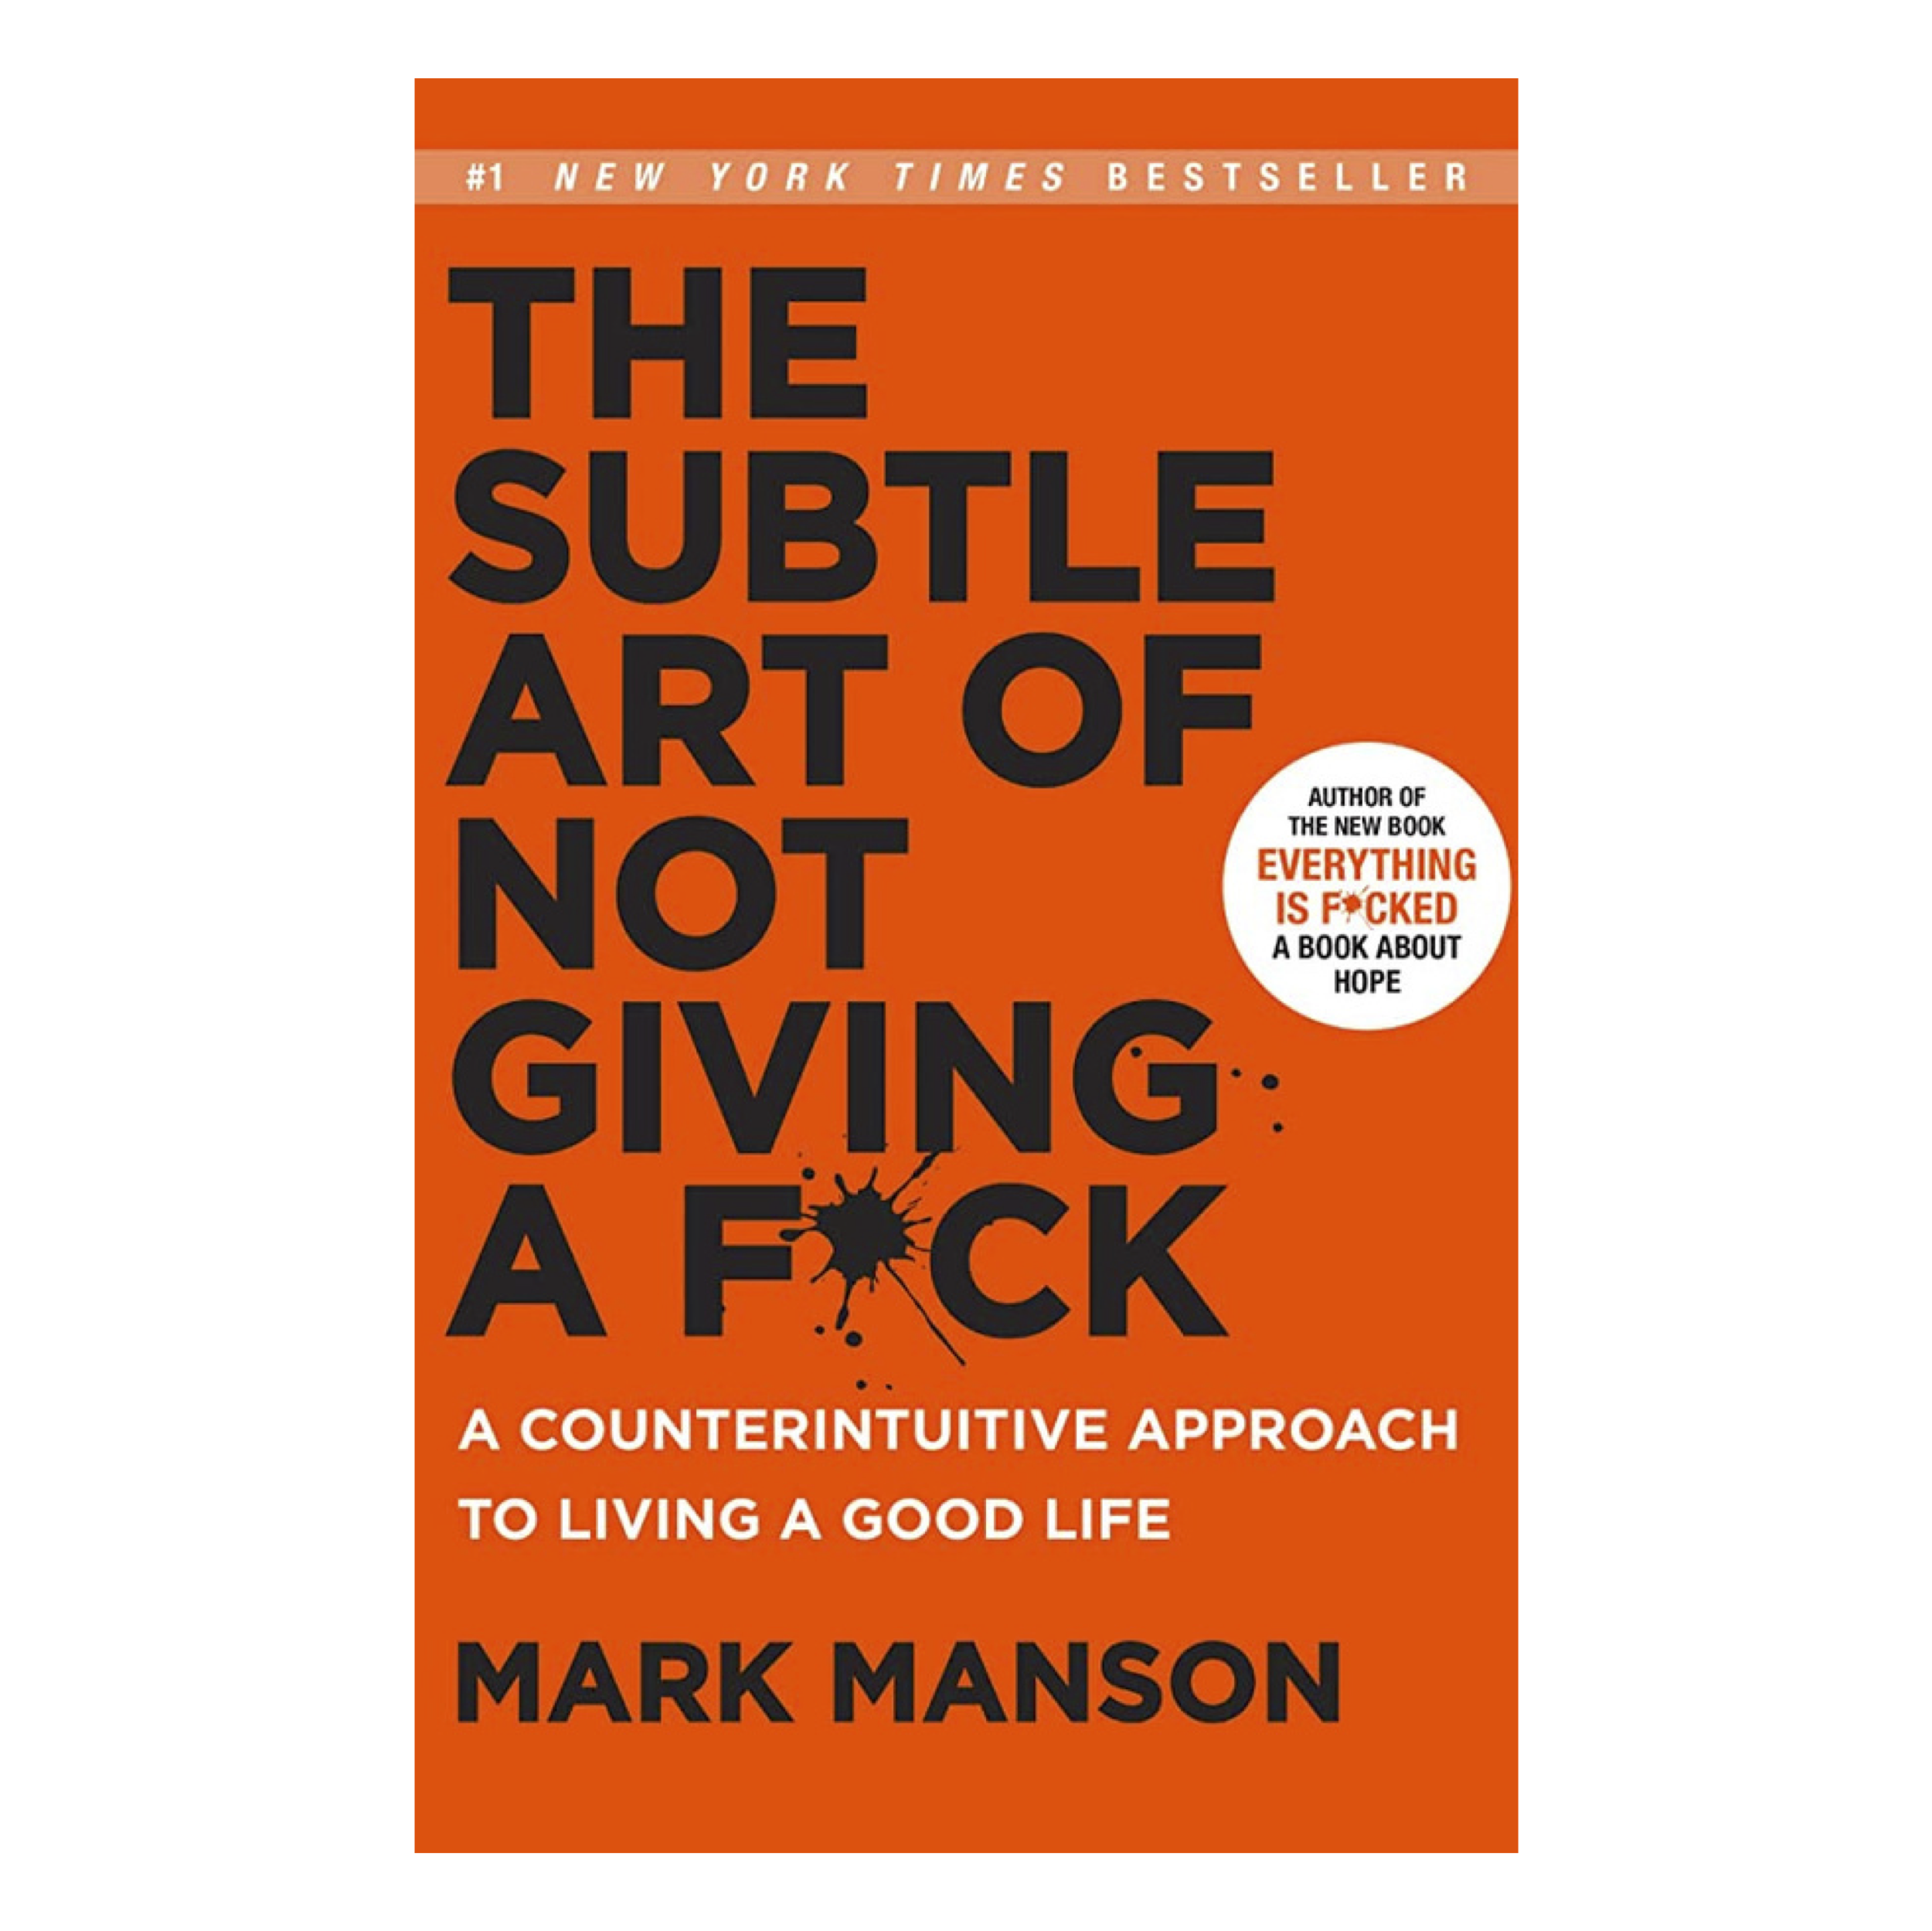 #1 NEW YORK TIMES BESTSELLER
THE
SUBTLE
ART OF
NOT
GIVING
A F*CK
AUTHOR OF
THE NEW BOOK
EVERYTHING
IS F*CKED
A BOOK ABOUT
HOPE
A COUNTERINTUITIVE APPROACH
TO LIVING A GOOD LIFE
MARK MANSON